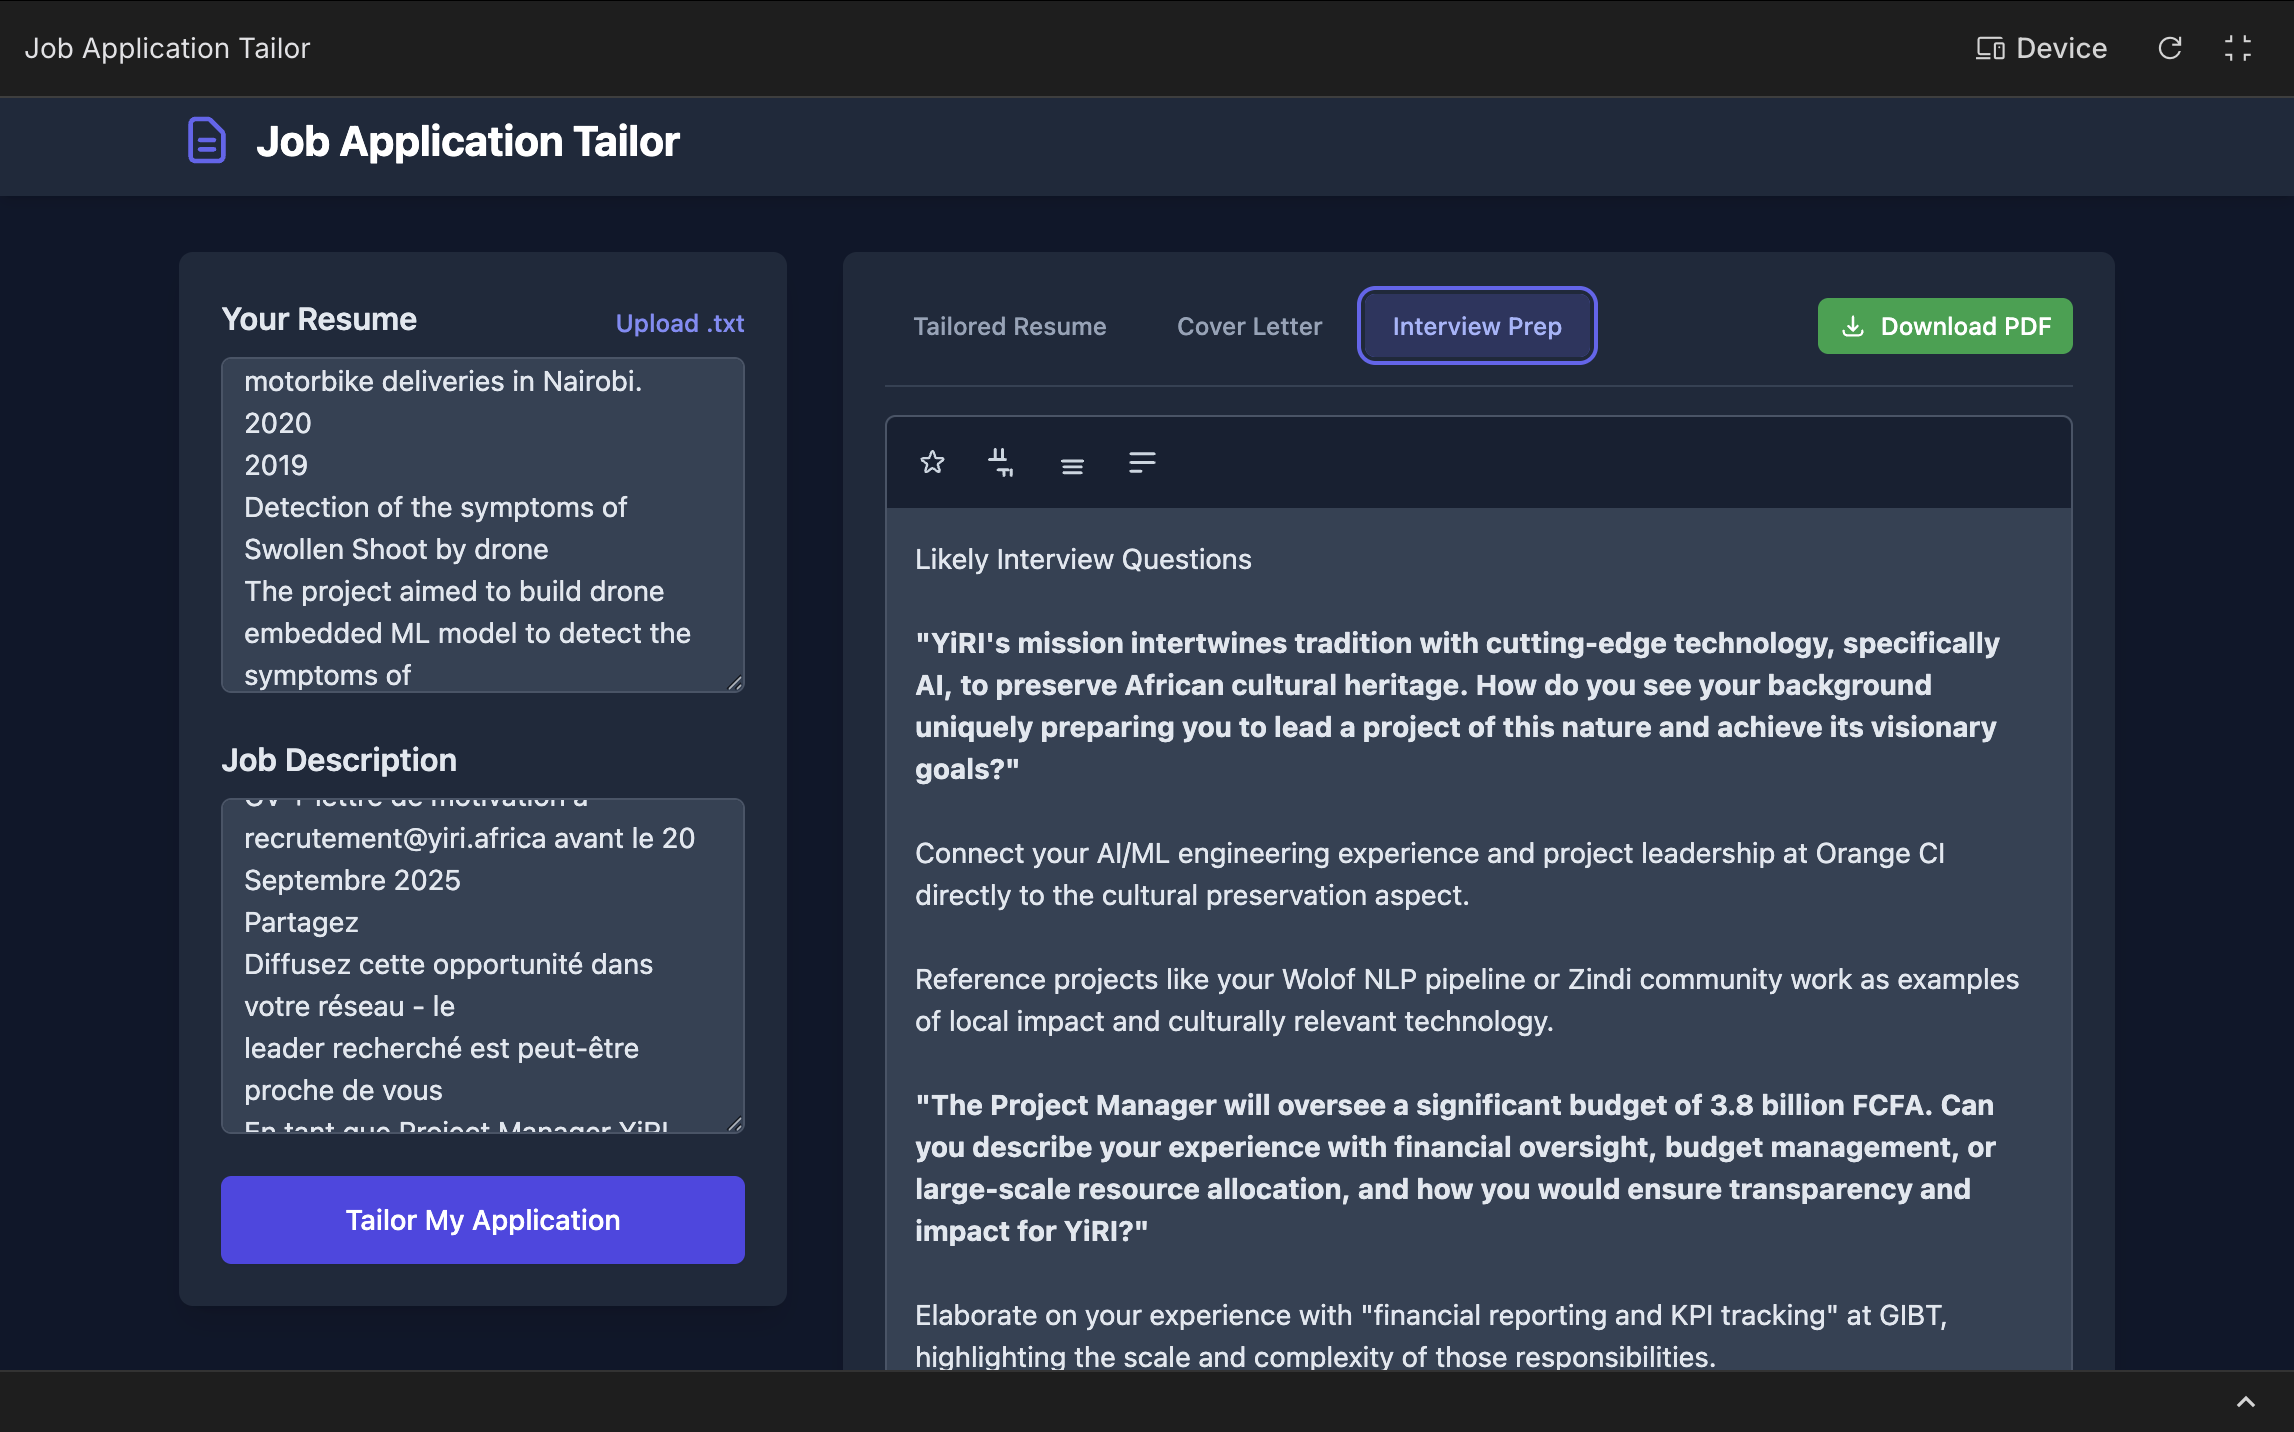 Job Application Tailor
Device
Job Application Tailor
Your Resume
Upload .txt
motorbike deliveries in Nairobi.
2020
2019
Detection of the symptoms of
Swollen Shoot by drone
The project aimed to build drone
embedded ML model to detect the
symptoms of
Job Description
CV + lettre de motivation à
recrutement@yiri.africa avant le 20
Septembre 2025
Partagez
Diffusez cette opportunité dans
votre réseau - le
leader recherché est peut-être
proche de vous
En tant que Project Manager YiRI
Tailor My Application
Tailored Resume
Cover Letter
Interview Prep
Download PDF
Likely Interview Questions
"YiRI's mission intertwines tradition with cutting-edge technology, specifically
AI, to preserve African cultural heritage. How do you see your background
uniquely preparing you to lead a project of this nature and achieve its visionary
goals?"
Connect your AI/ML engineering experience and project leadership at Orange CI
directly to the cultural preservation aspect.
Reference projects like your Wolof NLP pipeline or Zindi community work as examples
of local impact and culturally relevant technology.
"The Project Manager will oversee a significant budget of 3.8 billion FCFA. Can
you describe your experience with financial oversight, budget management, or
large-scale resource allocation, and how you would ensure transparency and
impact for YiRI?"
Elaborate on your experience with "financial reporting and KPI tracking" at GIBT,
highlighting the scale and complexity of those responsibilities.